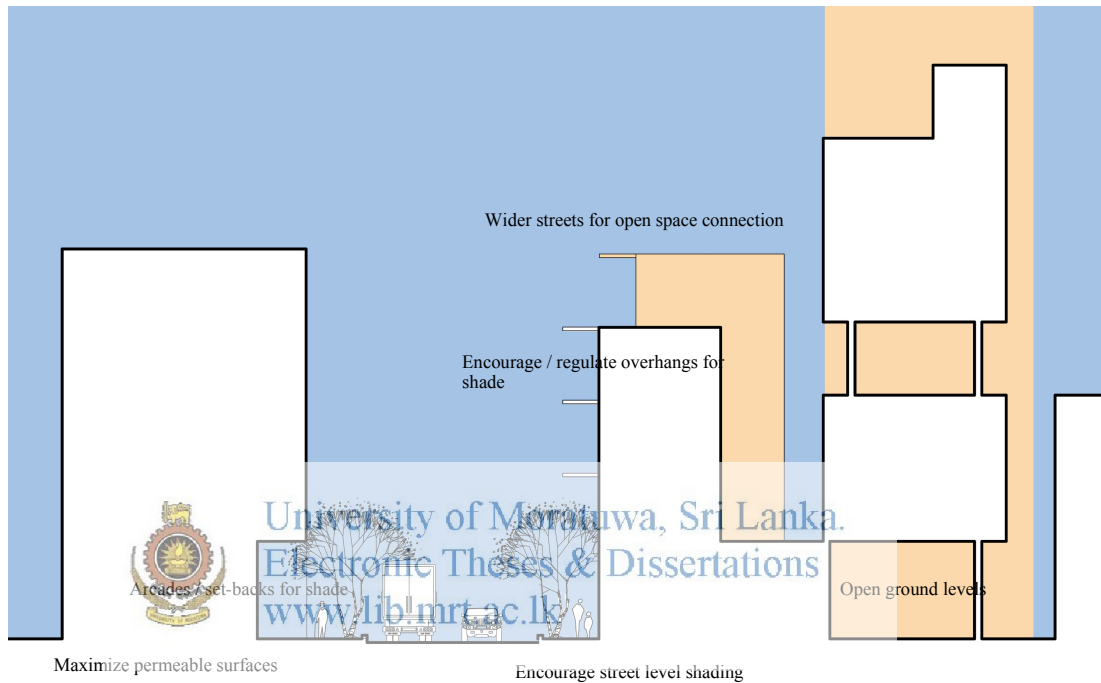 Wider streets for open space connection
Encourage / regulate overhangs for
shade
University of Moratuwa, Sri Lanka.
Electronic Theses & Dissertations
www.lib.mrt.ac.lk
Arcades / set-backs for shade
Open ground levels
Maximize permeable surfaces
Encourage street level shading